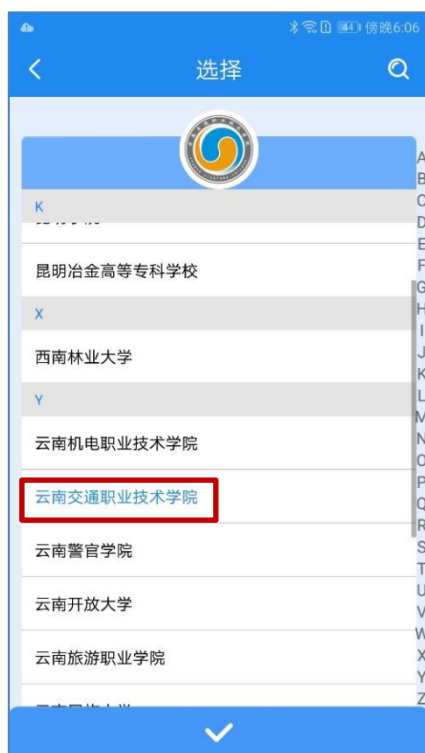 44 傍晚6:06
选择
K
昆明冶金高等专科学校
X
西南林业大学
Y
云南机电职业技术学院
云南交通职业技术学院
云南警官学院
云南开放大学
云南旅游职业学院
A
B
C
D
E
F
G
H
I
J
K
L
M
N
O
P
Q
R
S
T
U
V
W
X
Y
Z